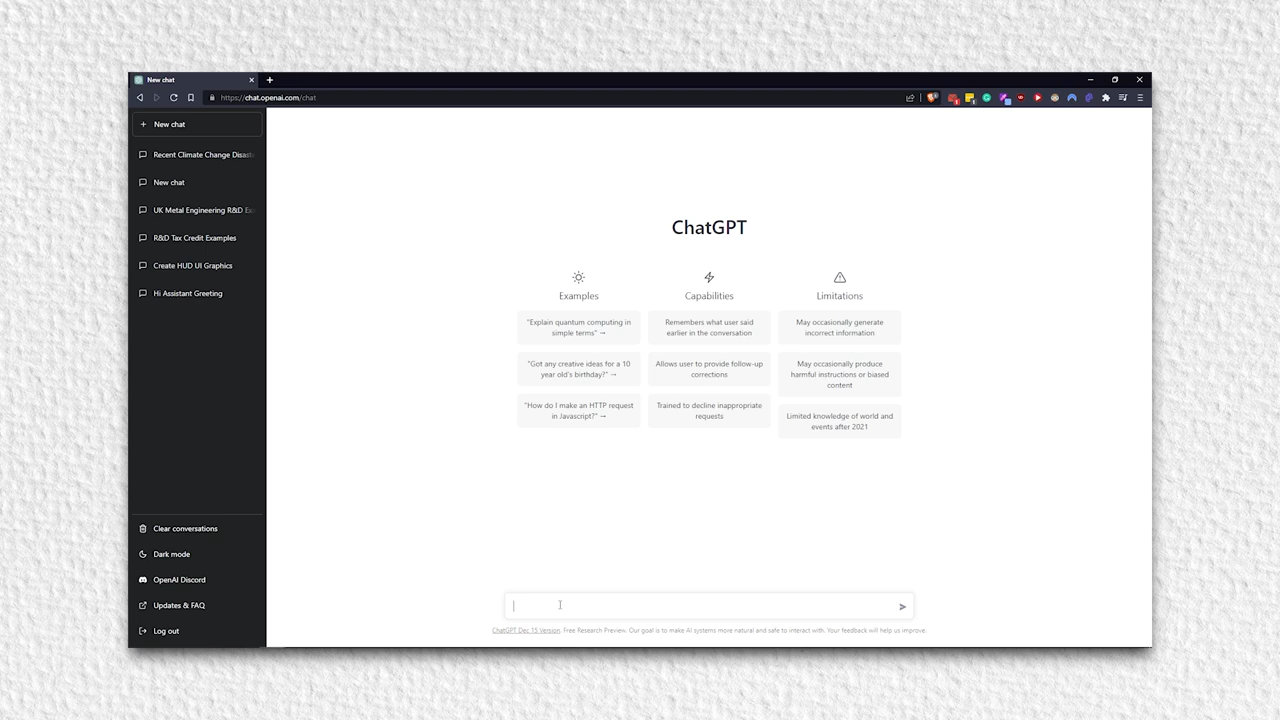 New chat
https://chat.openai.com/chat
New chat
Recent Climate Change Disaste
New chat
UK Metal Engineering R&D Ex
R&D Tax Credit Examples
Create HUD UI Graphics
Hi Assistant Greeting
Clear conversations
Dark mode
OpenAI Discord
Updates & FAQ
Log out
ChatGPT
Examples
"Explain quantum computing in
simple terms" →
"Got any creative ideas for a 10
year old's birthday?" →
"How do I make an HTTP request
in Javascript?" →
Capabilities
Remembers what user said
earlier in the conversation
Allows user to provide follow-up
corrections
Trained to decline inappropriate
requests
Limitations
May occasionally generate
incorrect information
May occasionally produce
harmful instructions or biased
content
Limited knowledge of world and
events after 2021
ChatGPT Dec 15 Version. Free Research Preview. Our goal is to make AI systems more natural and safe to interact with. Your feedback will help us improve.